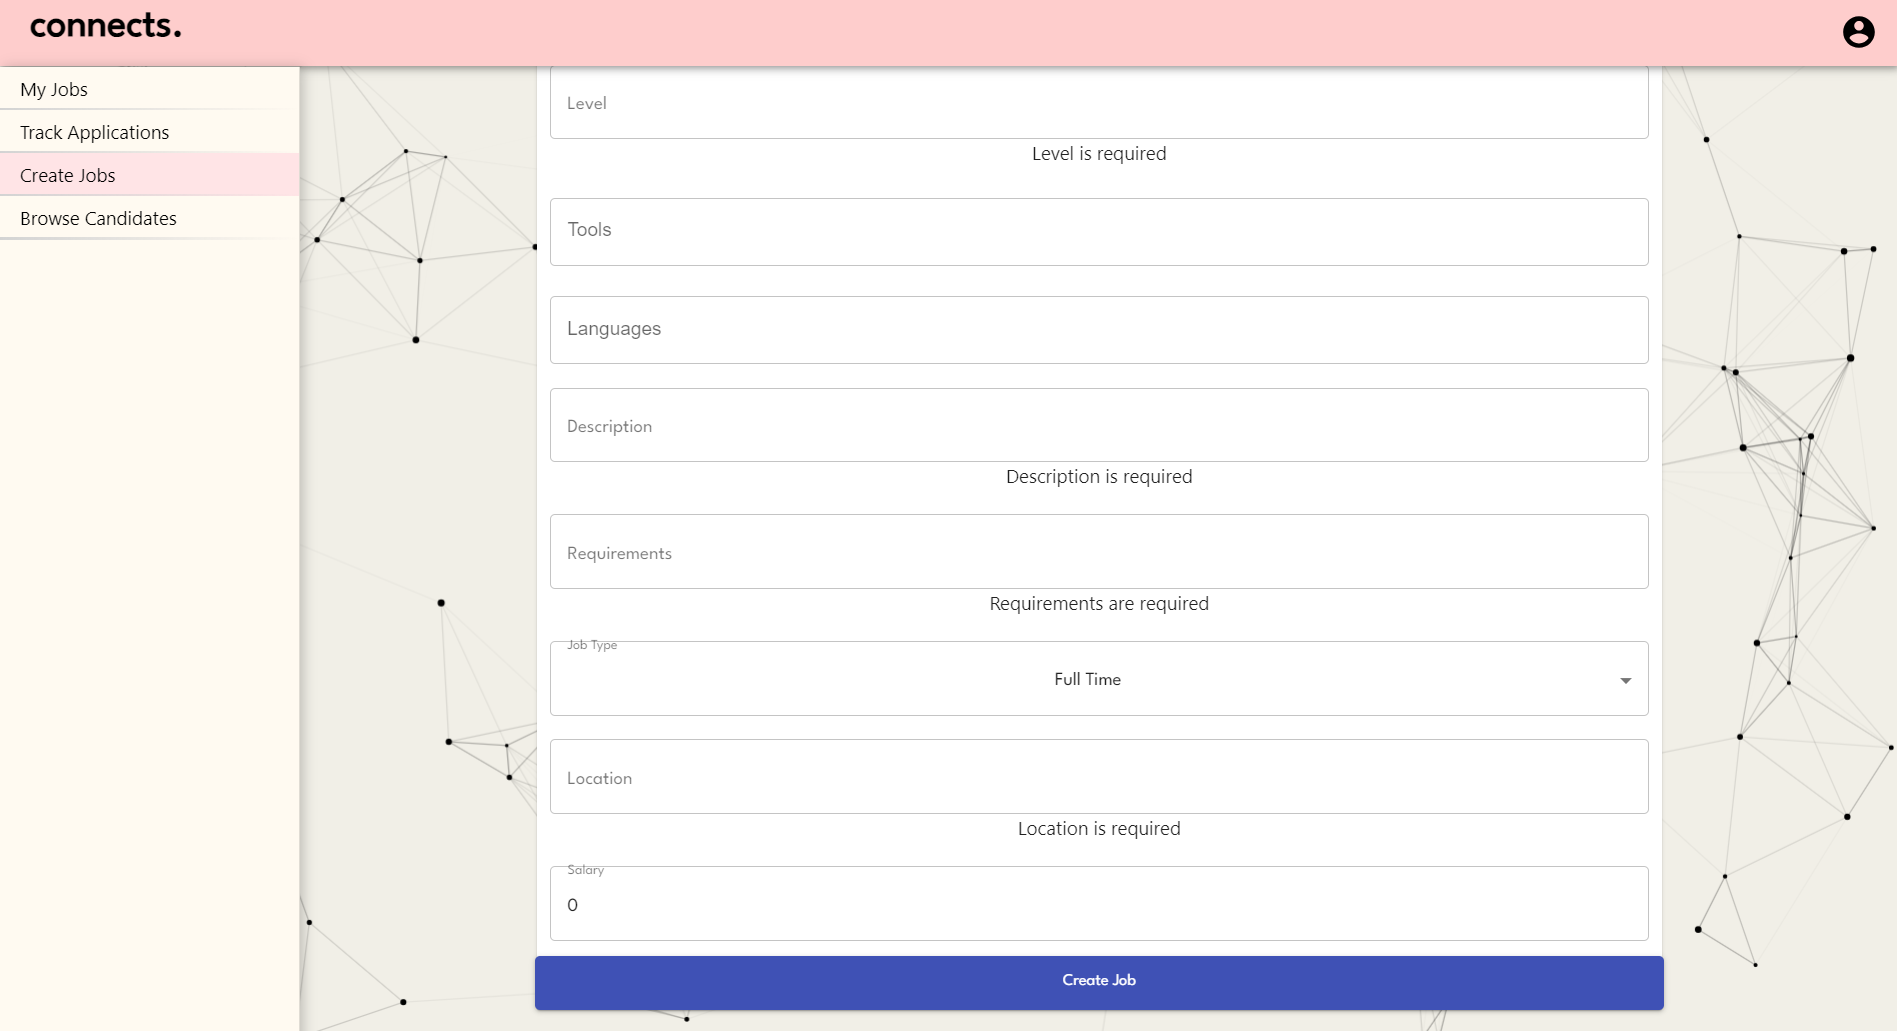 connects.
My Jobs
Track Applications
Create Jobs
Browse Candidates
Level
Level is required
Tools
Languages
Description
Description is required
Requirements
Requirements are required
Job Type
Full Time
Location
Location is required
Salary
0
Create Job